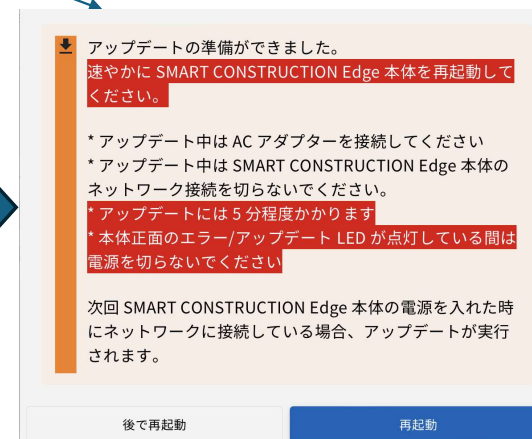 アップデートの準備ができました。
速やかに SMART CONSTRUCTION Edge 本体を再起動して
ください。
* アップデート中は AC アダプターを接続してください
* アップデート中は SMART CONSTRUCTION Edge 本体の
ネットワーク接続を切らないでください。
* アップデートには 5 分程度かかります
* 本体正面のエラー/アップデート LED が点灯している間は
電源を切らないでください
次回 SMART CONSTRUCTION Edge 本体の電源を入れた時
にネットワークに接続している場合、アップデートが実行
されます。
後で再起動
再起動